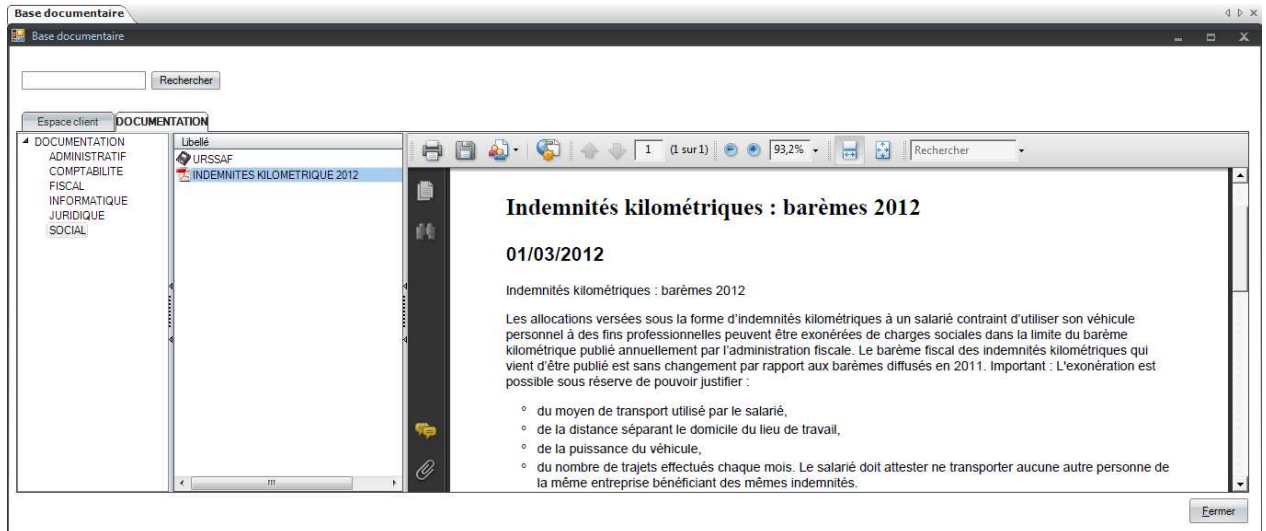 Base documentaire
Base documentaire
Rechercher
Espace client
DOCUMENTATION
DOCUMENTATION
ADMINISTRATIF
COMPTABILITE
FISCAL
INFORMATIQUE
JURIDIQUE
SOCIAL
Libellé
URSSAF
INDEMNITES KILOMETRIQUE 2012
1 (1 sur 1) 93,2% Rechercher
Indemnités kilométriques : barèmes 2012
01/03/2012
Indemnités kilométriques : barèmes 2012
Les allocations versées sous la forme d'indemnités kilométriques à un salarié contraint d'utiliser son véhicule
personnel à des fins professionnelles peuvent être exonérées de charges sociales dans la limite du barème
kilométrique publié annuellement par l'administration fiscale. Le barème fiscal des indemnités kilométriques qui
vient d'être publié est sans changement par rapport aux barèmes diffusés en 2011. Important : L'exonération est
possible sous réserve de pouvoir justifier :
° du moyen de transport utilisé par le salarié,
° de la distance séparant le domicile du lieu de travail,
° de la puissance du véhicule,
° du nombre de trajets effectués chaque mois. Le salarié doit attester ne transporter aucune autre personne de
la même entreprise bénéficiant des mêmes indemnités.
Fermer